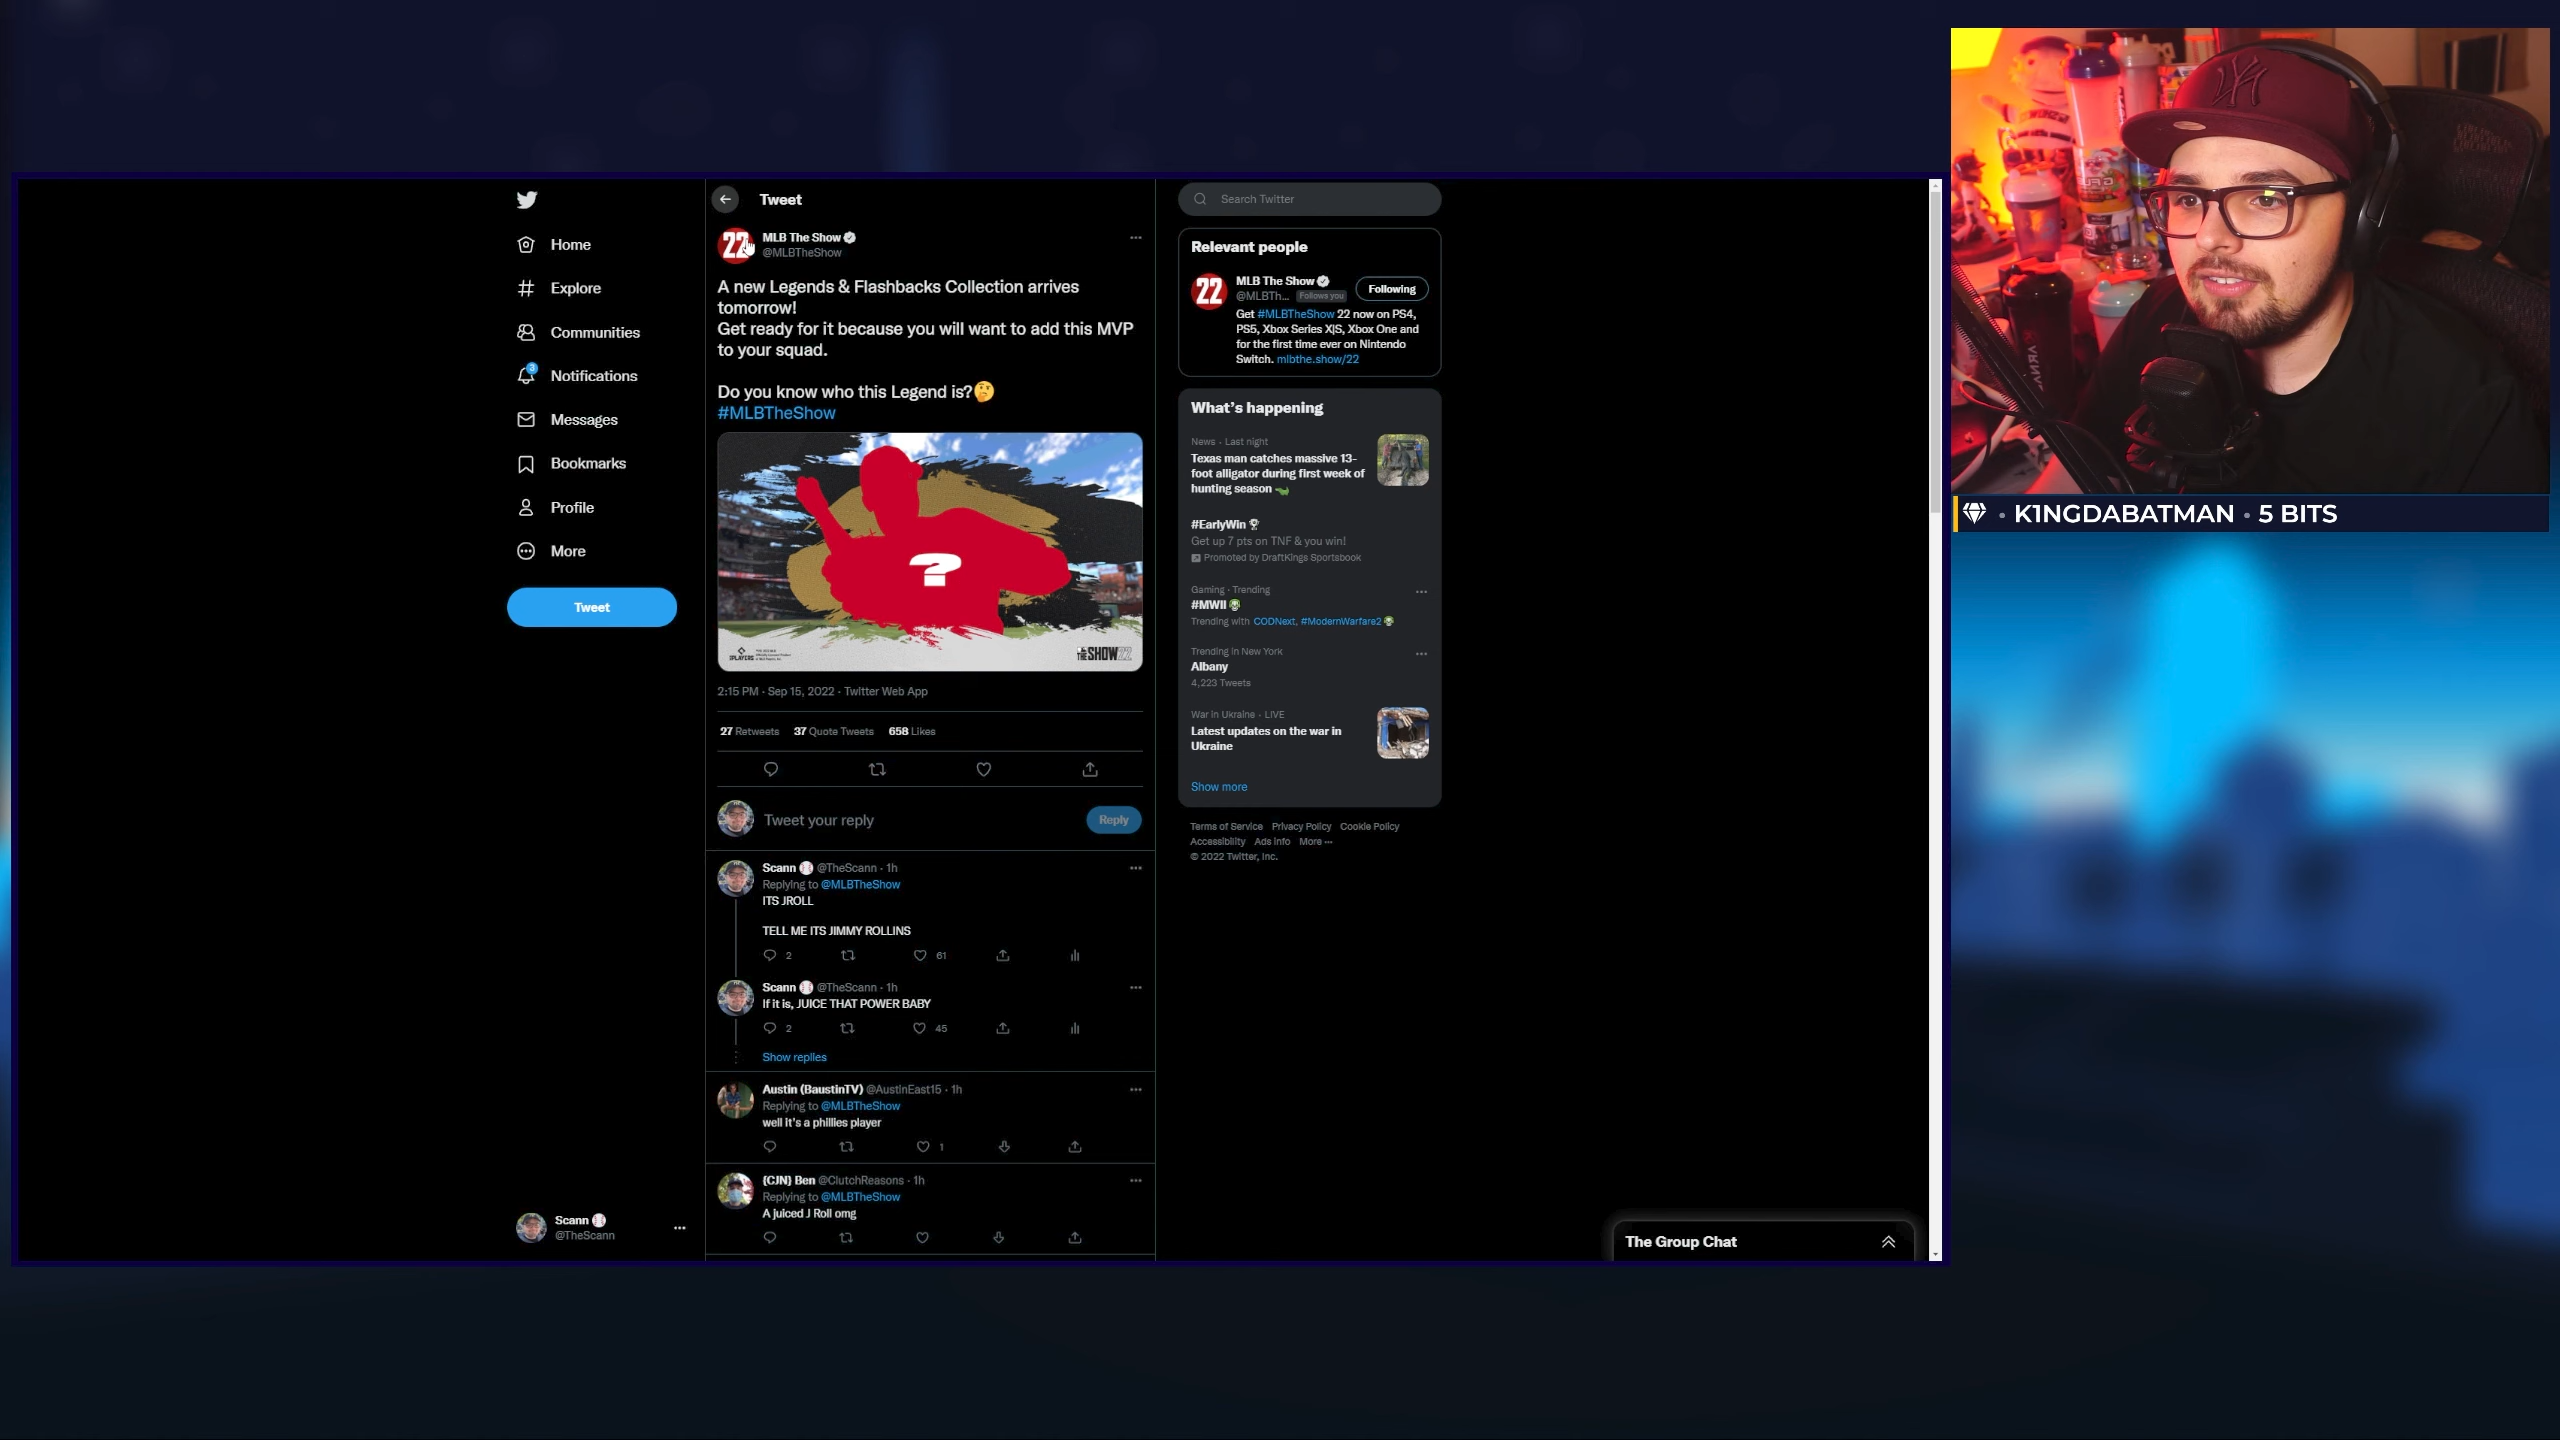 Home
Explore
Communities
3
Notifications
Messages
Bookmarks
Profile
More
Tweet
Scann
@TheScann
Tweet
22
MLB The Show
@MLBTheShow
A new Legends & Flashbacks Collection arrives
tomorrow!
Get ready for it because you will want to add this MVP
to your squad.
Do you know who this Legend is?🤔
#MLBTheShow
?
PLAYERS
THE SHOW 22
2:15 PM · Sep 15, 2022 · Twitter Web App
27 Retweets 37 Quote Tweets 658 Likes
Tweet your reply
Reply
Scann ⚾ @TheScann · 1h
Replying to @MLBTheShow
ITS JROLL
TELL ME ITS JIMMY ROLLINS
2 61
Scann ⚾ @TheScann · 1h
If it is, JUICE THAT POWER BABY
2 45
Show replies
Austin (BaustinTV) @AustinEast15 · 1h
Replying to @MLBTheShow
well it's a phillies player
1
(CJN) Ben @ClutchReasons · 1h
Replying to @MLBTheShow
A juiced J Roll omg
Search Twitter
Relevant people
22
MLB The Show
@MLBTh... Follows you
Following
Get #MLBTheShow 22 now on PS4,
PS5, Xbox Series X|S, Xbox One and
for the first time ever on Nintendo
Switch. mlbthe.show/22
What's happening
News · Last night
Texas man catches massive 13-
foot alligator during first week of
hunting season 🐊
#EarlyWin 🏆
Get up 7 pts on TNF & you win!
Promoted by DraftKings Sportsbook
Gaming · Trending
#MWII
Trending with CODNext, #ModernWarfare2
Trending in New York
Albany
4,223 Tweets
War in Ukraine · LIVE
Latest updates on the war in
Ukraine
Show more
Terms of Service Privacy Policy Cookie Policy
Accessibility Ads info More ···
© 2022 Twitter, Inc.
The Group Chat
NY
K1NGDABATMAN · 5 BITS